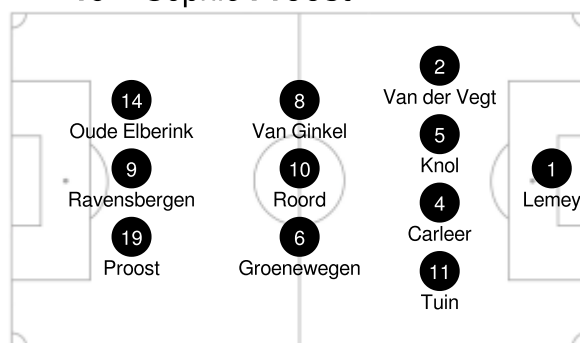 14
Oude Elberink
9
Ravensbergen
19
Proost
8
Van Ginkel
10
Roord
6
Groenewegen
2
Van der Vegt
5
Knol
4
Carleer
11
Tuin
1
Lemey